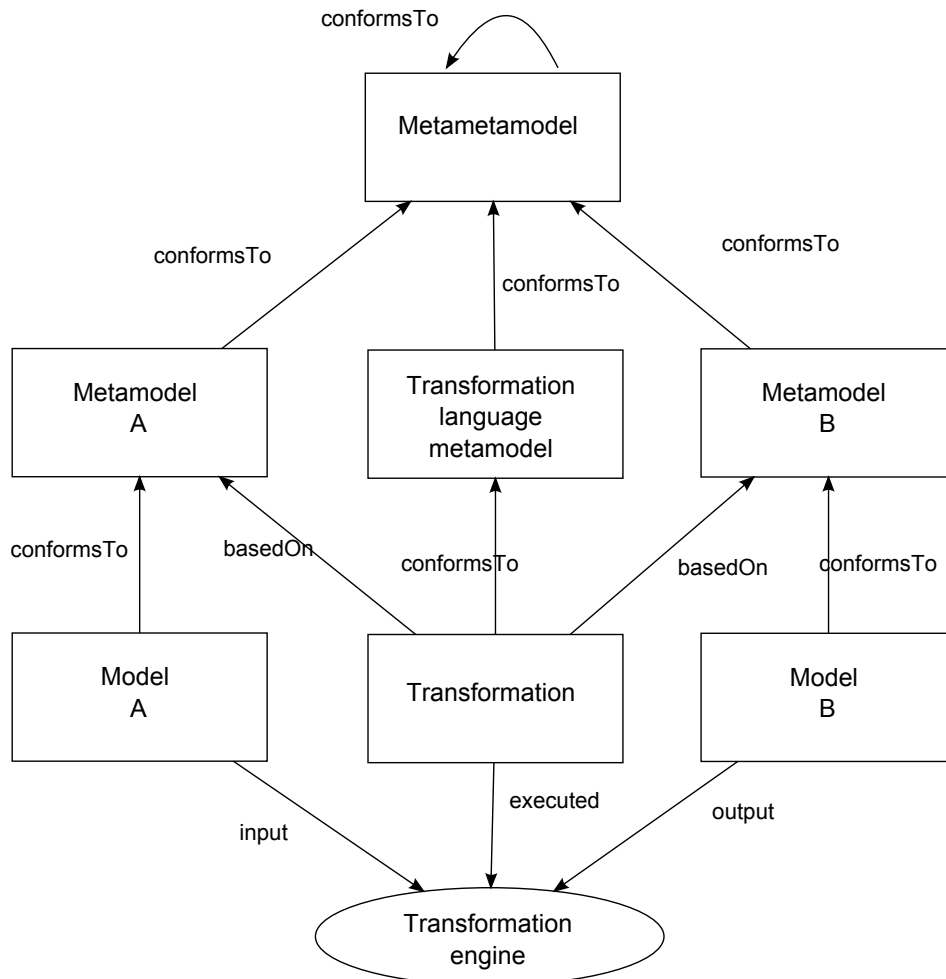 conformsTo
Metametamodel
conformsTo
conformsTo
conformsTo
Metamodel
A
Transformation
language
metamodel
Metamodel
B
conformsTo
basedOn
conformsTo
basedOn
conformsTo
Model
A
Transformation
Model
B
input
executed
output
Transformation
engine